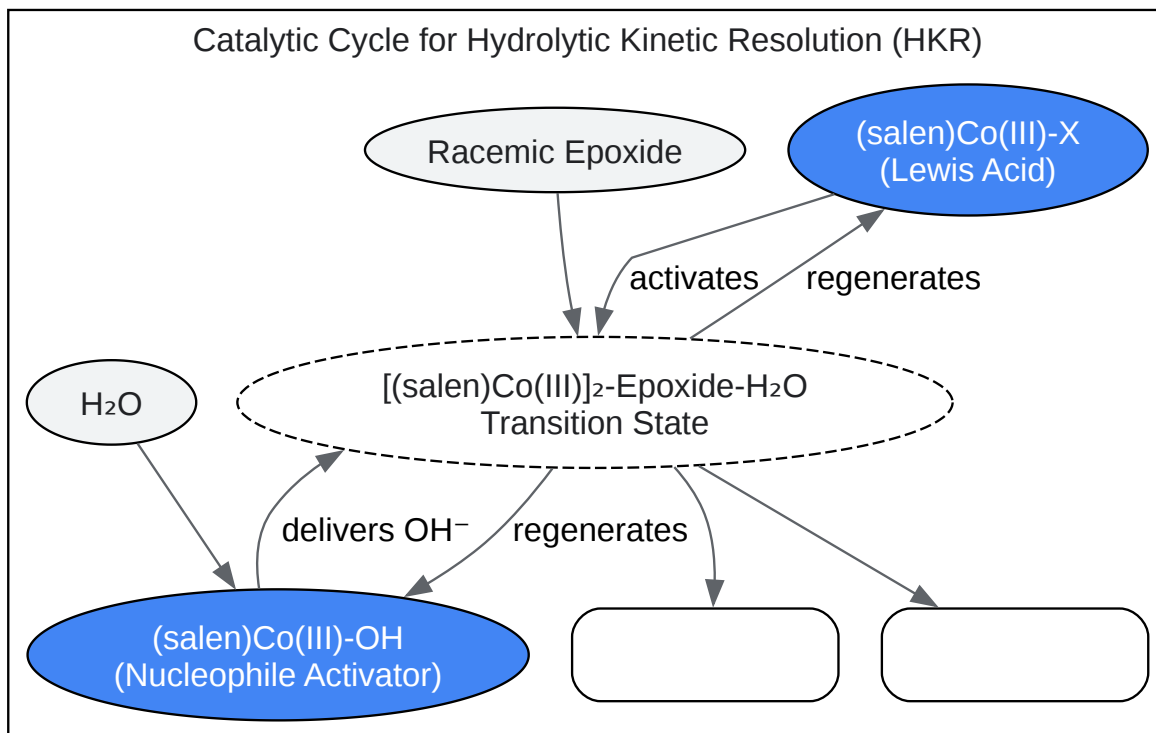 Catalytic Cycle for Hydrolytic Kinetic Resolution (HKR)
Racemic Epoxide
(salen)Co(III)-X
(Lewis Acid)
activates
regenerates
H₂O
[(salen)Co(III)]₂-Epoxide-H₂O
Transition State
delivers OH⁻
regenerates
(salen)Co(III)-OH
(Nucleophile Activator)